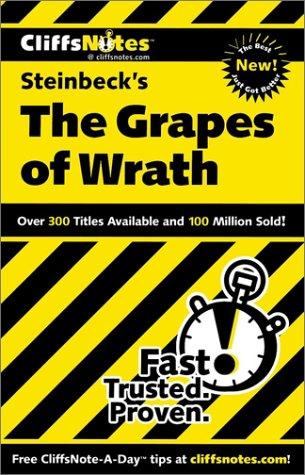 CliffsNotes™
@ cliffsnotes.com
The Best
New!
Just Got Better
Steinbeck's
The Grapes
of Wrath
Over 300 Titles Available and 100 Million Sold!
Fast.
Trusted.
Proven.
Free CliffsNote-A-Day™ tips at cliffsnotes.com!